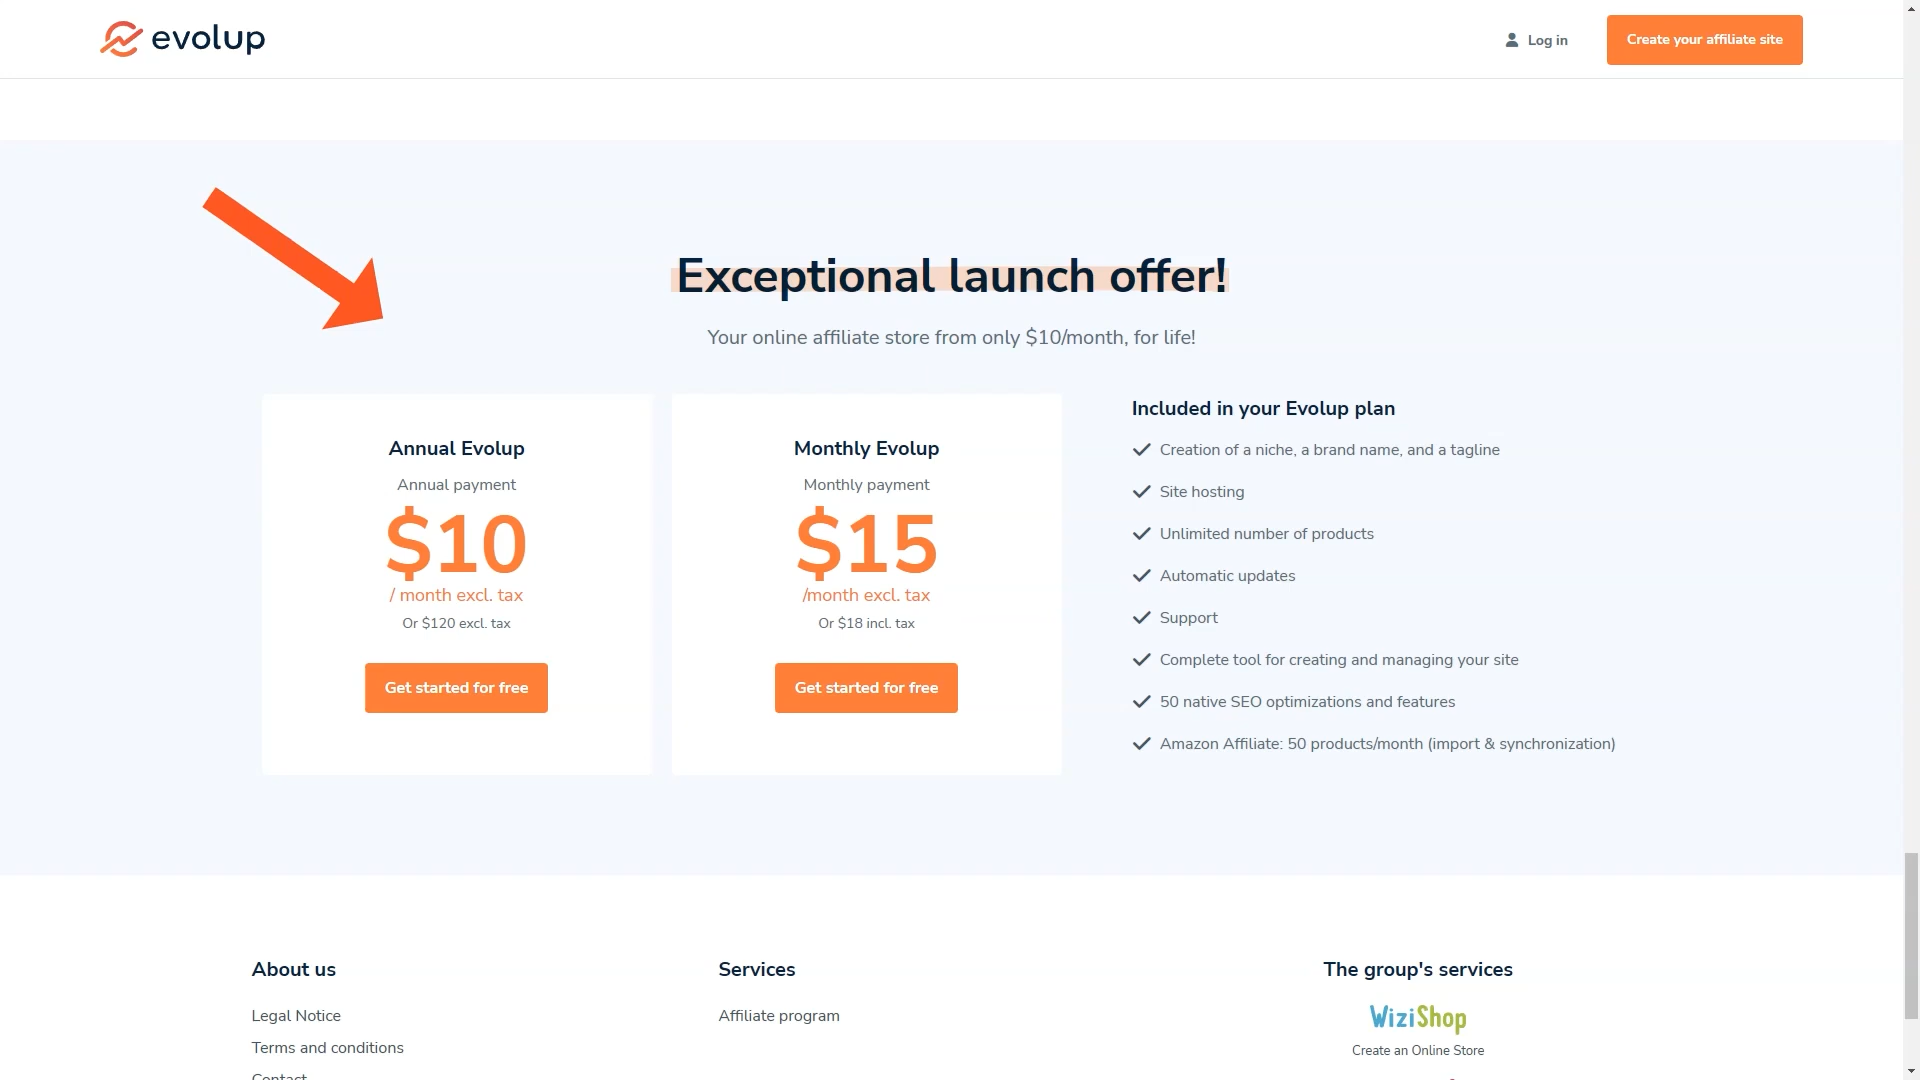 evolup
Log in
Create your affiliate site
Exceptional launch offer!
Your online affiliate store from only $10/month, for life!
Annual Evolup
Annual payment
$10
/ month excl. tax
Or $120 excl. tax
Get started for free
Monthly Evolup
Monthly payment
$15
/month excl. tax
Or $18 incl. tax
Get started for free
Included in your Evolup plan
Creation of a niche, a brand name, and a tagline
Site hosting
Unlimited number of products
Automatic updates
Support
Complete tool for creating and managing your site
50 native SEO optimizations and features
Amazon Affiliate: 50 products/month (import & synchronization)
About us
Legal Notice
Terms and conditions
Contact
Services
Affiliate program
The group's services
WiziShop
Create an Online Store